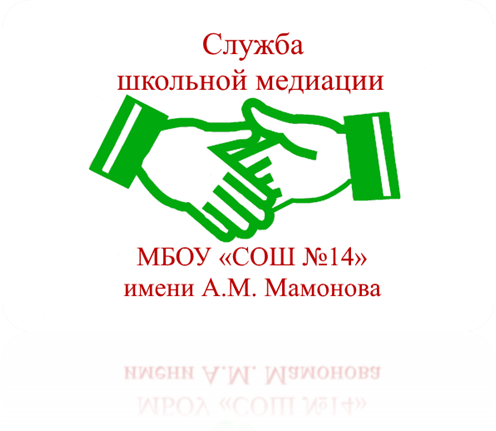 Служба
школьной медиации
МБОУ «СОШ №14»
имени А.М. Мамонова